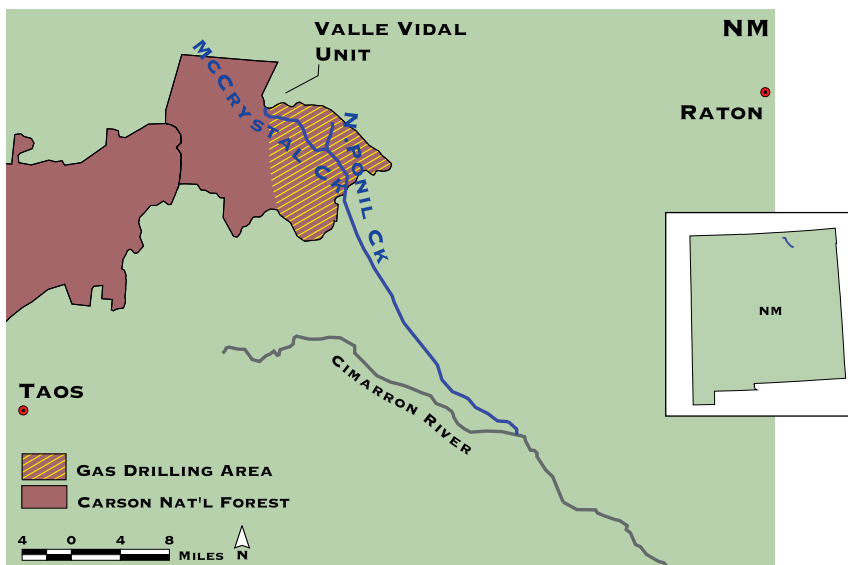 NM
Valle Vidal
Unit
McCrystal Ck
N. Ponil Ck
Raton
NM
Cimarron River
Taos
Gas Drilling Area
Carson Nat'l Forest
4 0 4 8
Miles
N